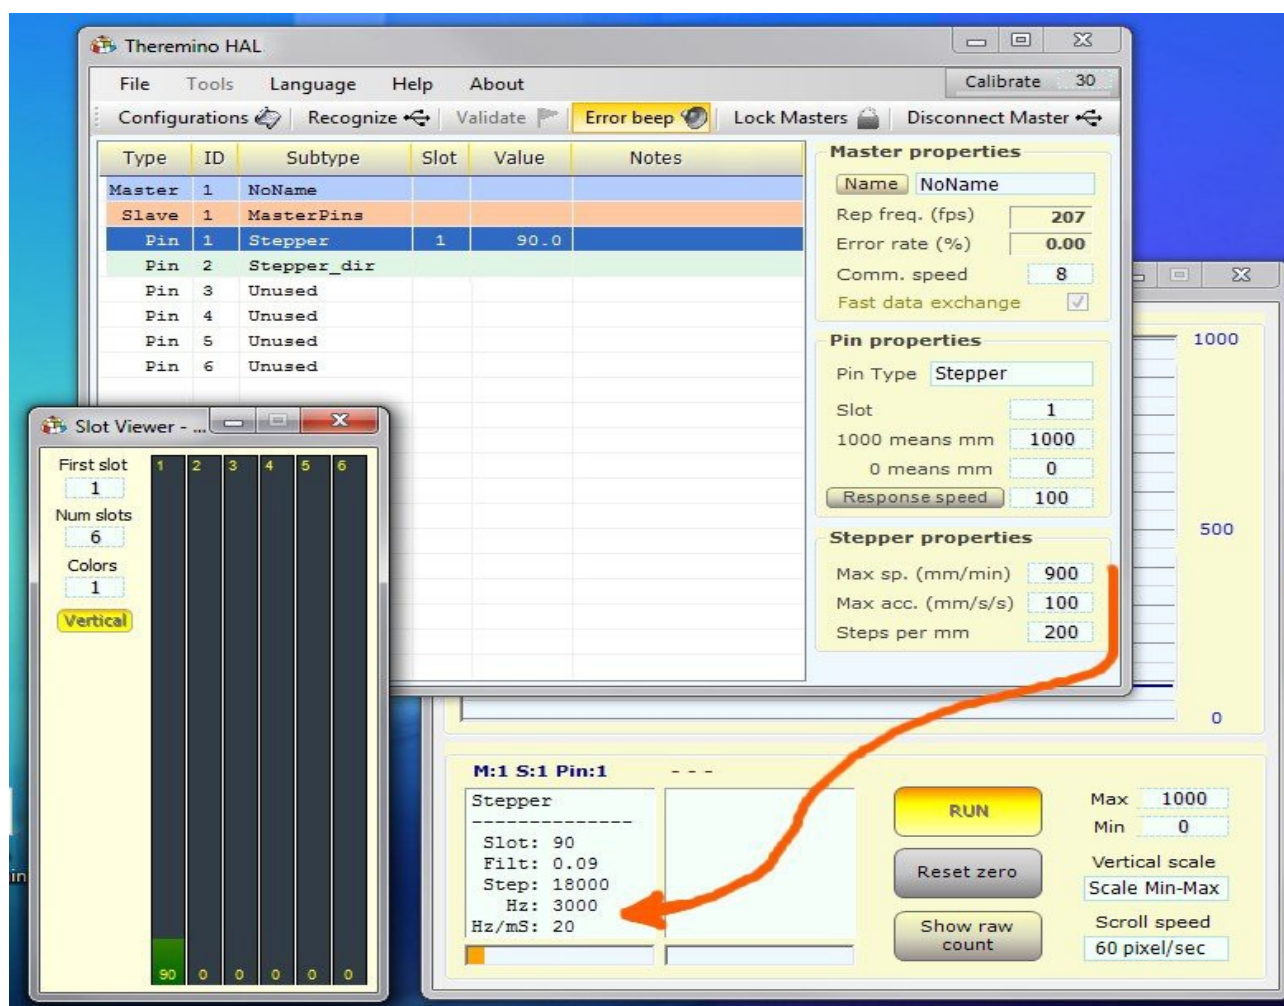 Theremino HAL
File Tools Language Help About Calibrate 30
Configurations Recognize Validate Error beep Lock Masters Disconnect Master
Type ID Subtype Slot Value Notes
Master 1 NoName
Slave 1 MasterPins
Pin 1 Stepper 1 90.0
Pin 2 Stepper_dir
Pin 3 Unused
Pin 4 Unused
Pin 5 Unused
Pin 6 Unused
Master properties
Name NoName
Rep freq. (fps) 207
Error rate (%) 0.00
Comm. speed 8
Fast data exchange
Pin properties
Pin Type Stepper
Slot 1
1000 means mm 1000
0 means mm 0
Response speed 100
Stepper properties
Max sp. (mm/min) 900
Max acc. (mm/s/s) 100
Steps per mm 200
Slot Viewer - ...
First slot
1
Num slots
6
Colors
1
Vertical
1 2 3 4 5 6
90 0 0 0 0 0
1000
500
0
M:1 S:1 Pin:1 - - -
Stepper
--------------
Slot: 90
Filt: 0.09
Step: 18000
Hz: 3000
Hz/mS: 20
RUN
Reset zero
Show raw
count
Max 1000
Min 0
Vertical scale
Scale Min-Max
Scroll speed
60 pixel/sec
in